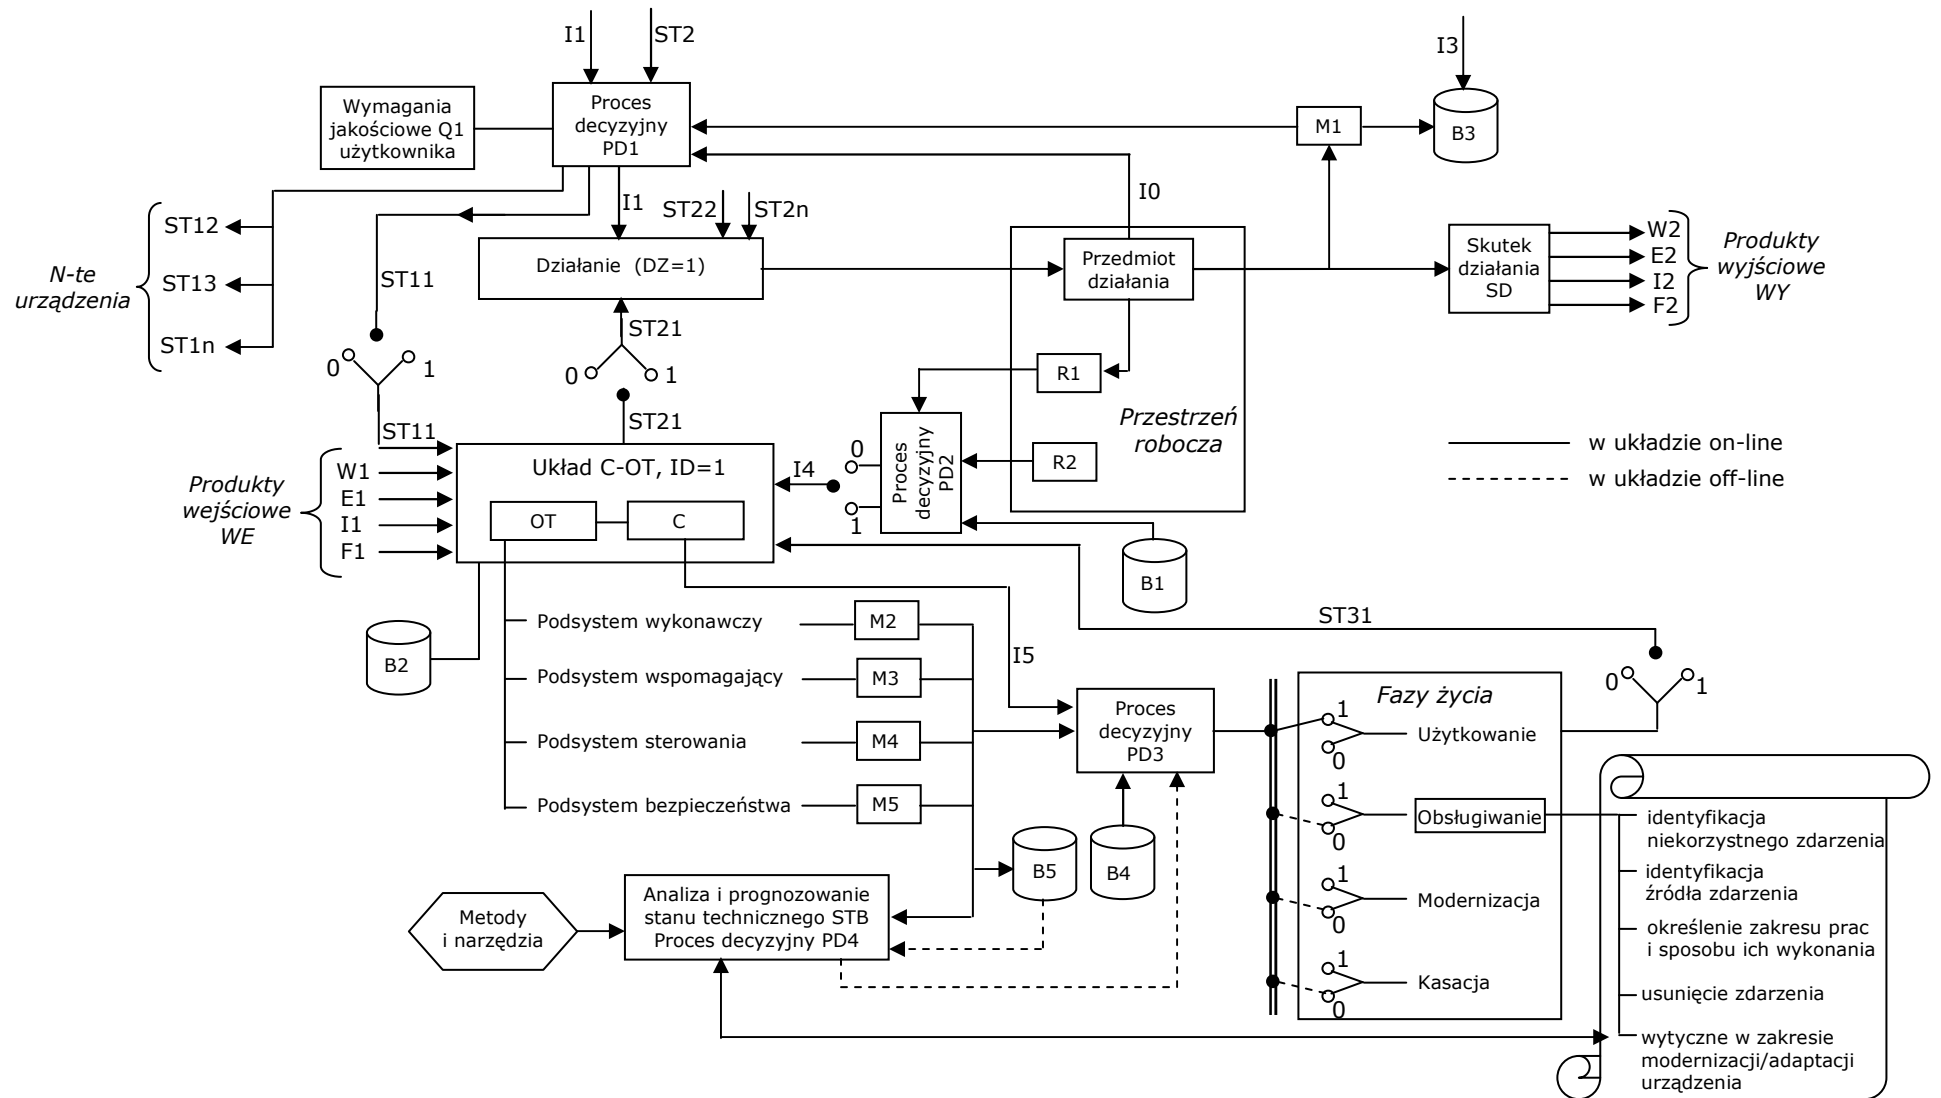 I1
ST2
I3
Wymagania
jakościowe Q1
użytkownika
Proces
decyzyjny
PD1
M1
B3
I1
ST22
ST2n
I0
N-te
urządzenia
ST12
ST13
ST1n
ST11
Działanie (DZ=1)
Przedmiot
działania
Skutek
działania
SD
W2
E2
I2
F2
Produkty
wyjściowe
WY
ST21
0
1
0
1
R1
Przestrzeń
robocza
R2
ST11
ST21
Produkty
wejściowe
WE
W1
E1
I1
F1
Układ C-OT, ID=1
OT
C
I4
0
1
Proces
decyzyjny
PD2
w układzie on-line
w układzie off-line
B1
B2
Podsystem wykonawczy
M2
Podsystem wspomagający
M3
Podsystem sterowania
M4
Podsystem bezpieczeństwa
M5
I5
ST31
0
1
Proces
decyzyjny
PD3
Fazy życia
1
Użytkowanie
0
1
Obsługiwanie
0
1
Modernizacja
0
1
Kasacja
0
B5
B4
Metody
i narzędzia
Analiza i prognozowanie
stanu technicznego STB
Proces decyzyjny PD4
identyfikacja
niekorzystnego zdarzenia
identyfikacja
źródła zdarzenia
określenie zakresu prac
i sposobu ich wykonania
usunięcie zdarzenia
wytyczne w zakresie
modernizacji/adaptacji
urządzenia